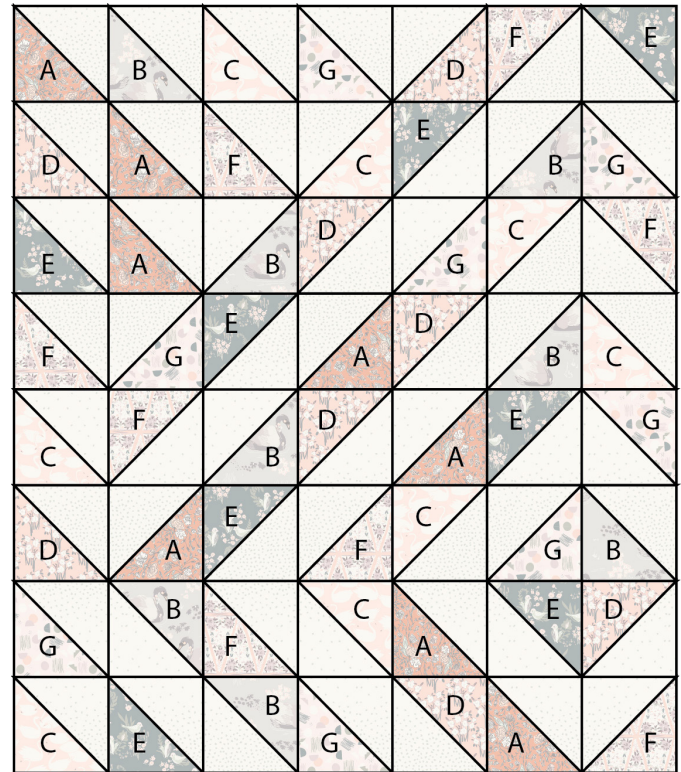 A B C G D F E
D A F C E B G
E A B D G C F
F G E A D B C
C F B D A E G
D A E F C G B
G B F C A E D
C E B G D A F